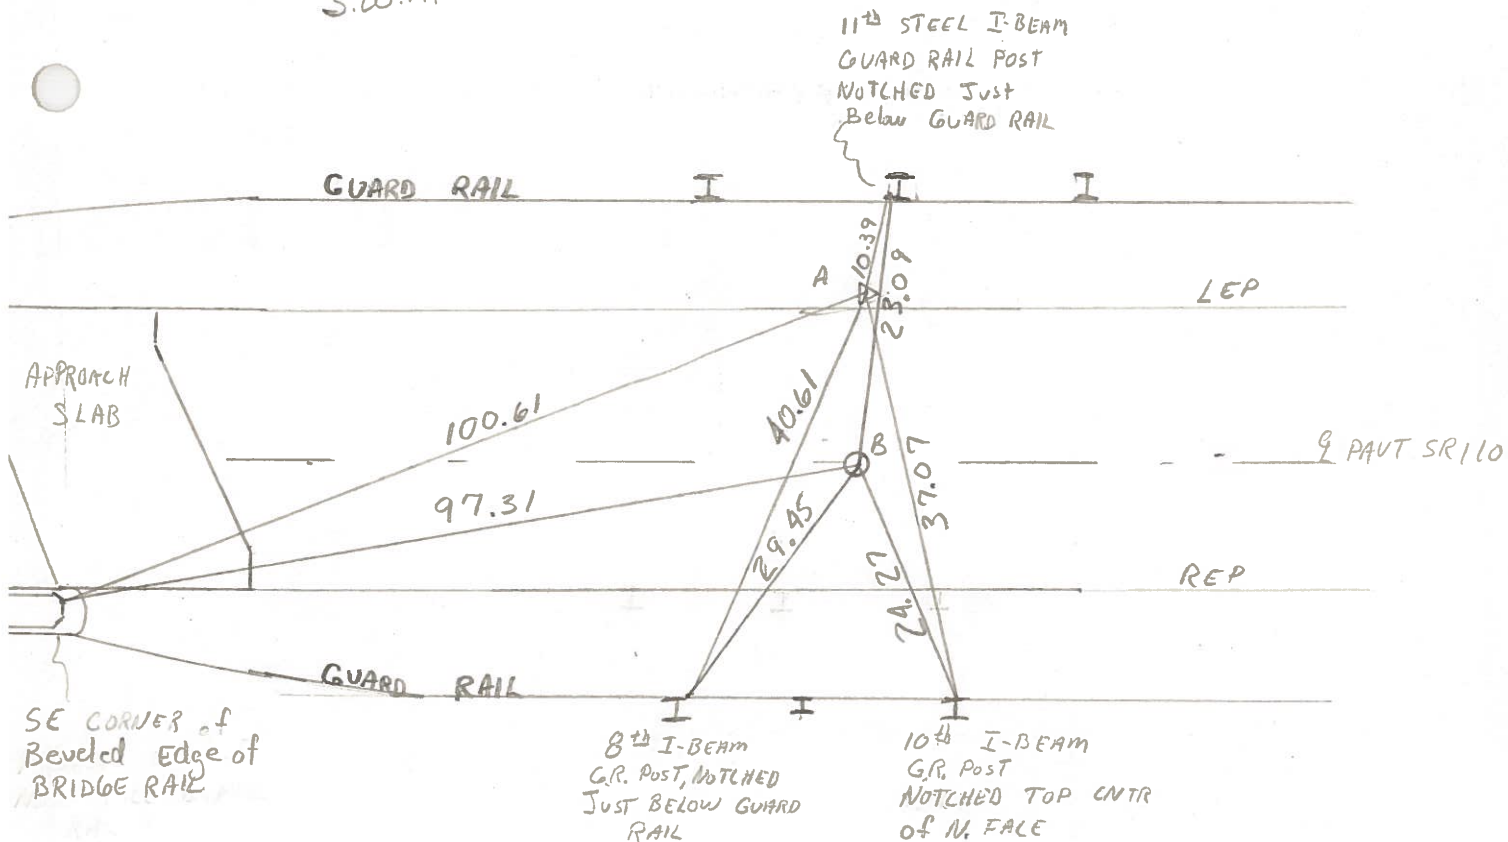 S.W.
11th STEEL I-BEAM
GUARD RAIL POST
NOTCHED JUST
Below GUARD RAIL
GUARD RAIL
10.39
23.09
A
LEP
APPROACH
SLAB
100.61
40.61
B
37.07
℄ PAVT SR110
97.31
29.45
24.27
REP
GUARD RAIL
SE CORNER of
Beveled Edge of
BRIDGE RAIL
8th I-BEAM
G.R. POST, NOTCHED
JUST BELOW GUARD
RAIL
10th I-BEAM
G.R. POST
NOTCHED TOP CNTR
of N. FACE